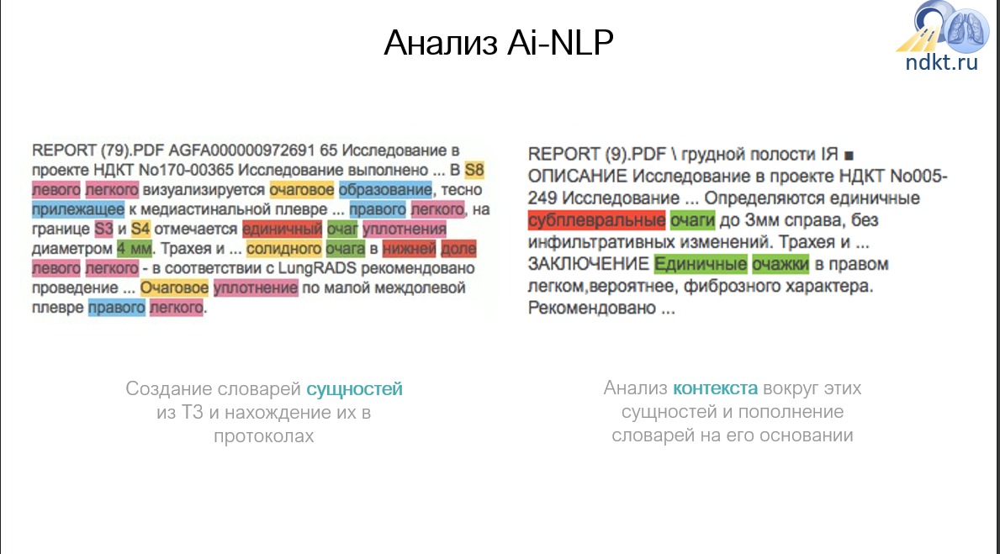 Анализ Ai-NLP
ndkt.ru
REPORT (79).PDF AGFA000000972691 65 Исследование в
проекте НДКТ No170-00365 Исследование выполнено ... В S8
левого легкого визуализируется очаговое образование, тесно
прилежащее к медиастинальной плевре ... правого легкого, на
границе S3 и S4 отмечается единичный очаг уплотнения
диаметром 4 мм. Трахея и ... солидного очага в нижней доле
левого легкого - в соответствии с LungRADS рекомендовано
проведение ... Очаговое уплотнение по малой междолевой
плевре правого легкого.
REPORT (9).PDF \ грудной полости IЯ ■
ОПИСАНИЕ Исследование в проекте НДКТ No005-
249 Исследование ... Определяются единичные
субплевральные очаги до 3мм справа, без
инфильтративных изменений. Трахея и ...
ЗАКЛЮЧЕНИЕ Единичные очажки в правом
легком,вероятнее, фиброзного характера.
Рекомендовано ...
Создание словарей сущностей
из ТЗ и нахождение их в
протоколах
Анализ контекста вокруг этих
сущностей и пополнение
словарей на его основании